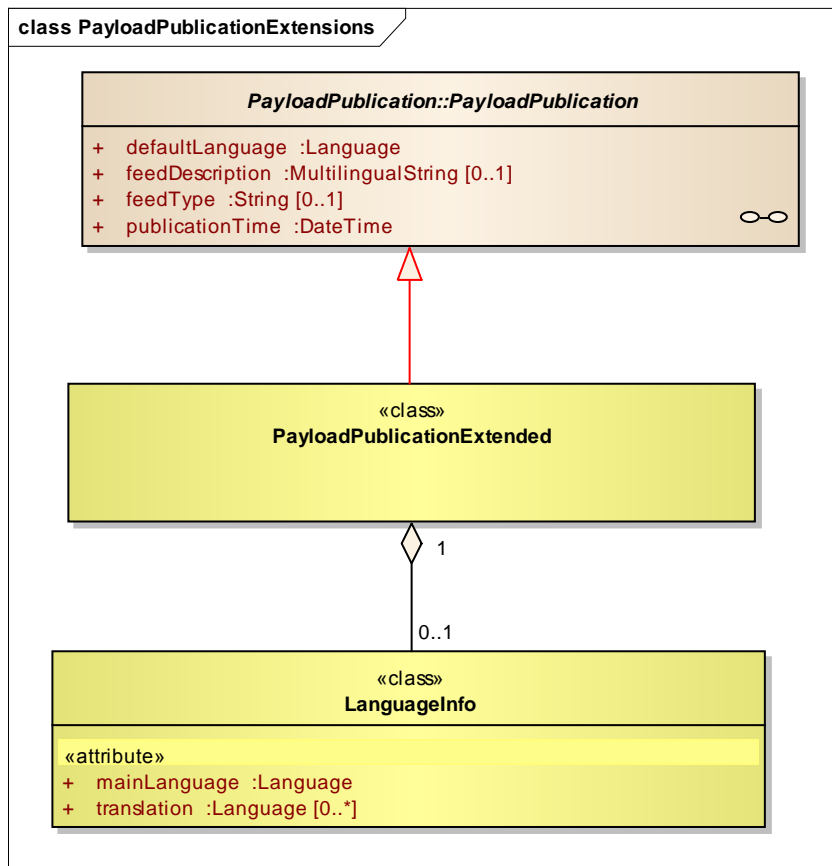 class PayloadPublicationExtensions
PayloadPublication::PayloadPublication
+ defaultLanguage :Language
+ feedDescription :MultilingualString [0..1]
+ feedType :String [0..1]
+ publicationTime :DateTime
«class»
PayloadPublicationExtended
1
0..1
«class»
LanguageInfo
«attribute»
+ mainLanguage :Language
+ translation :Language [0..*]